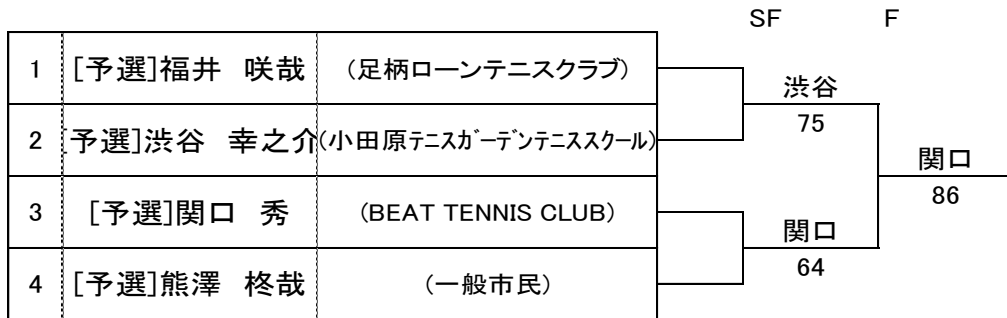 SF F
1 [予選]福井 咲哉 (足柄ローンテニスクラブ)
渋谷
75
2 [予選]渋谷 幸之介 (小田原テニスガーデンテニススクール)
関口
86
3 [予選]関口 秀 (BEAT TENNIS CLUB)
関口
64
4 [予選]熊澤 柊哉 (一般市民)